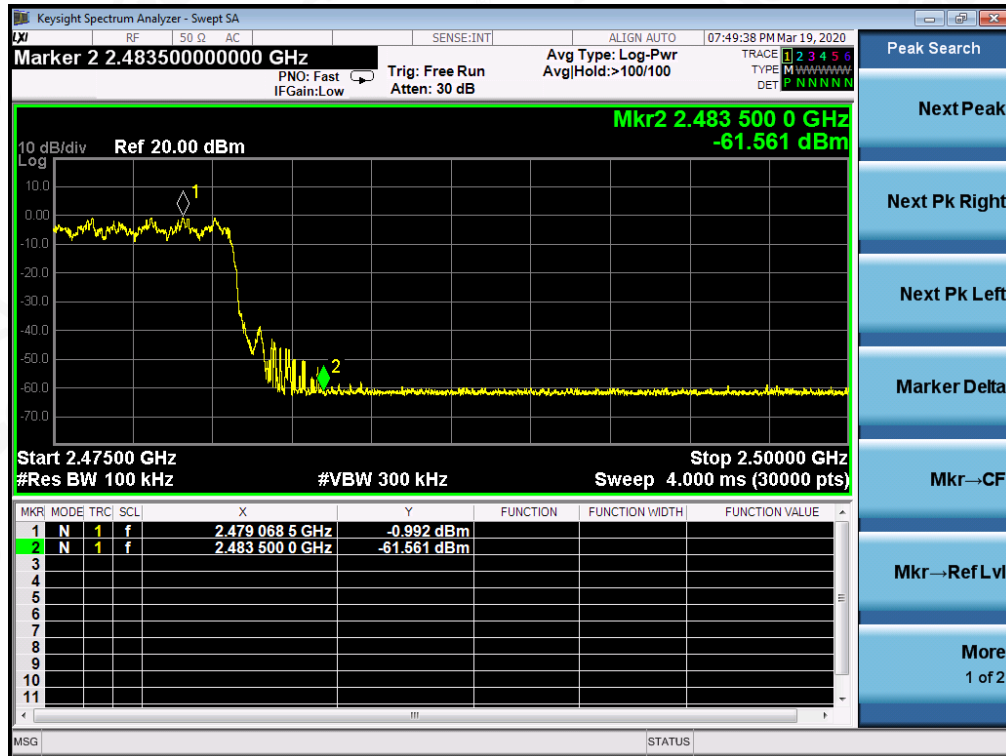 Keysight Spectrum Analyzer - Swept SA
LXI RF 50 Ω AC SENSE:INT ALIGN AUTO 07:49:38 PM Mar 19, 2020
Marker 2 2.483500000000 GHz
PNO: Fast
IFGain:Low
Trig: Free Run
Atten: 30 dB
Avg Type: Log-Pwr
Avg|Hold:>100/100
TRACE 1 2 3 4 5 6
TYPE M W W W W W
DET P N N N N N
Mkr2 2.483 500 0 GHz
-61.561 dBm
10 dB/div Ref 20.00 dBm
Log
10.0
0.00
-10.0
-20.0
-30.0
-40.0
-50.0
-60.0
-70.0
1
2
Start 2.47500 GHz Stop 2.50000 GHz
#Res BW 100 kHz #VBW 300 kHz Sweep 4.000 ms (30000 pts)
MKR MODE TRC SCL X Y FUNCTION FUNCTION WIDTH FUNCTION VALUE
1 N 1 f 2.479 068 5 GHz -0.992 dBm
2 N 1 f 2.483 500 0 GHz -61.561 dBm
3
4
5
6
7
8
9
10
11
MSG STATUS
Peak Search
Next Peak
Next Pk Right
Next Pk Left
Marker Delta
Mkr→CF
Mkr→Ref Lvl
More
1 of 2